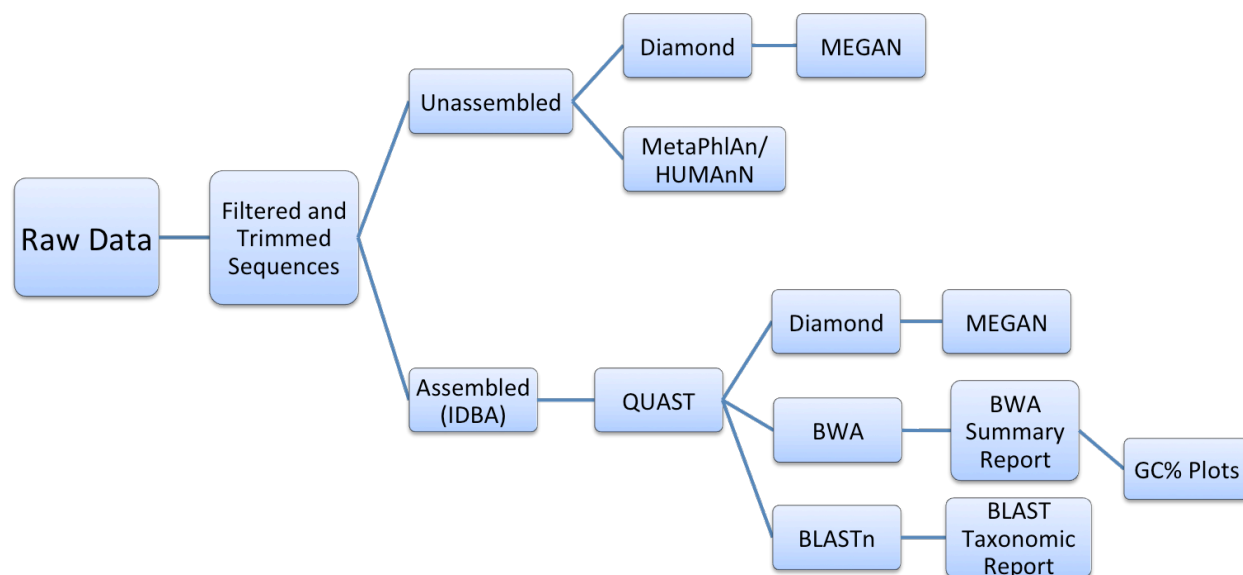 Raw Data
Filtered and
Trimmed
Sequences
Unassembled
Diamond
MEGAN
MetaPhlAn/
HUMAnN
Assembled
(IDBA)
QUAST
Diamond
MEGAN
BWA
BWA
Summary
Report
GC% Plots
BLASTn
BLAST
Taxonomic
Report